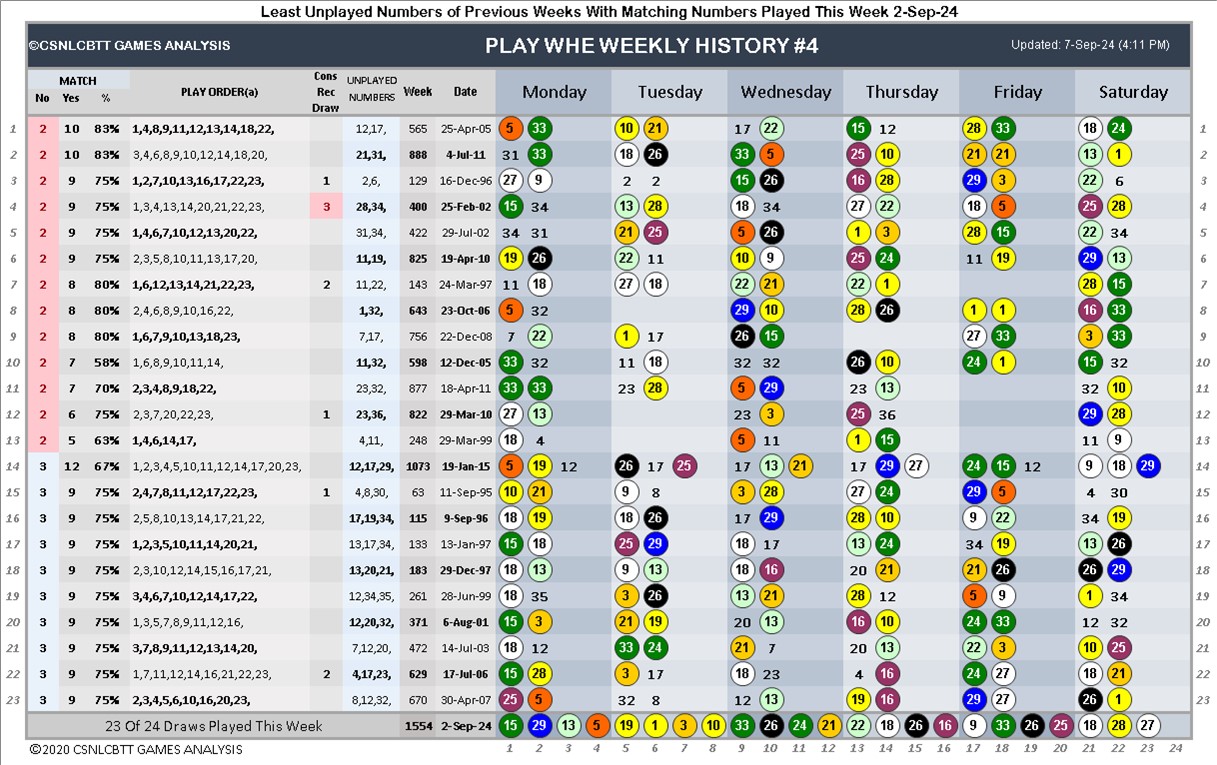 Least Unplayed Numbers of Previous Weeks With Matching Numbers Played This Week 2-Sep-24
©CSNLCBTT GAMES ANALYSIS PLAY WHE WEEKLY HISTORY #4 Updated: 7-Sep-24 (4:11 PM)
MATCH No Yes % PLAY ORDER(a) Cons Rec Draw UNPLAYED NUMBERS Week Date Monday Tuesday Wednesday Thursday Friday Saturday
1 2 10 83% 1,4,8,9,11,12,13,14,18,22, 12,17, 565 25-Apr-05 5 33 10 21 17 22 15 12 28 33 18 24 1
2 2 10 83% 3,4,5,8,9,10,12,14,18,20, 21,31, 888 4-Jul-11 31 33 18 26 33 5 25 10 21 21 13 1 2
3 2 9 75% 1,2,7,10,13,16,17,22,23, 1 2,6, 129 16-Dec-96 27 9 2 2 15 26 16 28 29 3 22 6 3
4 2 9 75% 1,3,4,13,14,20,21,22,23, 3 28,34, 400 25-Feb-02 15 34 13 28 18 34 27 22 18 5 25 28 4
5 2 9 75% 1,4,6,7,10,12,13,20,22, 31,34, 422 29-Jul-02 34 31 21 25 5 26 1 3 28 15 22 34 5
6 2 9 75% 2,3,5,8,10,11,13,17,20, 11,19, 825 19-Apr-10 19 26 22 11 10 9 25 24 11 19 29 13 6
7 2 8 80% 1,6,12,13,14,21,22,23, 2 11,22, 143 24-Mar-97 11 18 27 18 22 21 22 1 28 15 7
8 2 8 80% 2,4,6,8,9,10,16,22, 1,32, 643 23-Oct-06 5 32 29 10 28 26 1 1 16 33 8
9 2 8 80% 1,6,7,9,10,13,18,23, 7,17, 756 22-Dec-08 7 22 1 17 26 15 27 33 3 33 9
10 2 7 58% 1,6,8,9,10,11,14, 11,32, 598 12-Dec-05 33 32 11 18 32 32 26 10 24 1 15 32 10
11 2 7 70% 2,3,4,8,9,18,22, 23,32, 877 18-Apr-11 33 33 23 28 5 29 23 13 32 10 11
12 2 6 75% 2,3,7,20,22,23, 1 23,36, 822 29-Mar-10 27 13 23 3 25 36 29 28 12
13 2 5 63% 1,4,6,14,17, 4,11, 248 29-Mar-99 18 4 5 11 1 15 11 9 13
14 3 12 67% 1,2,3,4,5,10,11,12,14,17,20,23, 12,17,29, 1073 19-Jan-15 5 19 12 26 17 25 17 13 21 17 29 27 24 15 12 9 18 29 14
15 3 9 75% 2,4,7,8,11,12,17,22,23, 1 4,8,30, 63 11-Sep-95 10 21 9 8 3 28 27 24 29 5 4 30 15
16 3 9 75% 2,5,8,10,13,14,17,21,22, 17,19,34, 115 9-Sep-96 18 19 18 26 17 29 28 10 9 22 34 19 16
17 3 9 75% 1,2,3,5,10,11,14,20,21, 13,17,34, 133 13-Jan-97 15 18 25 29 18 17 13 24 34 19 13 26 17
18 3 9 75% 2,3,10,12,14,15,16,17,21, 13,20,21, 183 29-Dec-97 18 13 9 13 18 16 20 21 21 26 26 29 18
19 3 9 75% 3,4,6,7,10,12,14,17,22, 12,34,35, 261 28-Jun-99 18 35 3 26 13 21 28 12 5 9 1 34 19
20 3 9 75% 1,3,5,7,8,9,11,12,16, 12,20,32, 371 6-Aug-01 15 3 21 19 20 13 16 10 24 33 12 32 20
21 3 9 75% 3,7,8,9,11,12,13,14,20, 7,12,20, 472 14-Jul-03 18 12 33 24 21 7 20 13 22 3 10 25 21
22 3 9 75% 1,7,11,12,14,16,21,22,23, 2 4,17,23, 629 17-Jul-06 15 28 3 17 18 23 4 16 24 27 18 21 22
23 3 9 75% 2,3,4,5,6,10,16,20,23, 8,12,32, 670 30-Apr-07 25 5 32 8 12 13 19 16 29 27 26 1 23
23 Of 24 Draws Played This Week 1554 2-Sep-24 15 29 13 5 19 1 3 10 33 26 24 21 22 18 26 16 9 33 26 25 18 28 27
©2020 CSNLCBTT GAMES ANALYSIS 1 2 3 4 5 6 7 8 9 10 11 12 13 14 15 16 17 18 19 20 21 22 23 24